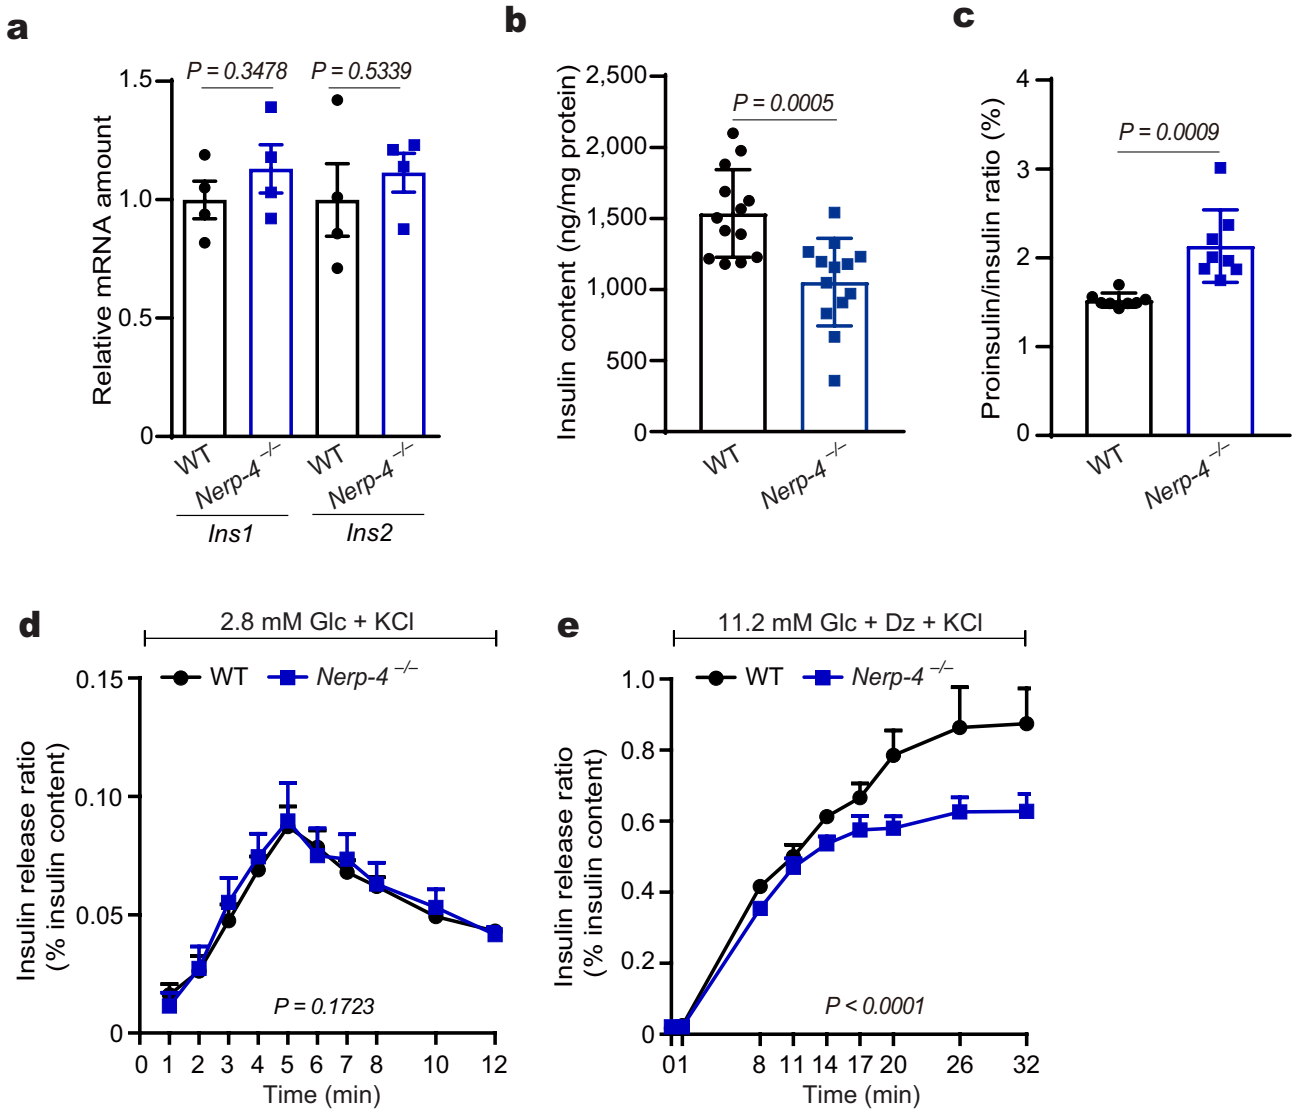 a
Relative mRNA amount
1.5
1.0
0.5
0
P = 0.3478
P = 0.5339
WT
Nerp-4 –/–
WT
Nerp-4 –/–
Ins1
Ins2
b
Insulin content (ng/mg protein)
2,500
2,000
1,500
1,000
500
0
P = 0.0005
WT
Nerp-4 –/–
c
Proinsulin/insulin ratio (%)
4
3
2
1
0
P = 0.0009
WT
Nerp-4 –/–
d
2.8 mM Glc + KCl
WT
Nerp-4 –/–
Insulin release ratio
(% insulin content)
0.15
0.10
0.05
0
P = 0.1723
0 1 2 3 4 5 6 7 8 10 12
Time (min)
e
11.2 mM Glc + Dz + KCl
WT
Nerp-4 –/–
Insulin release ratio
(% insulin content)
1.0
0.8
0.6
0.4
0.2
0
P < 0.0001
0 1 8 11 14 17 20 26 32
Time (min)